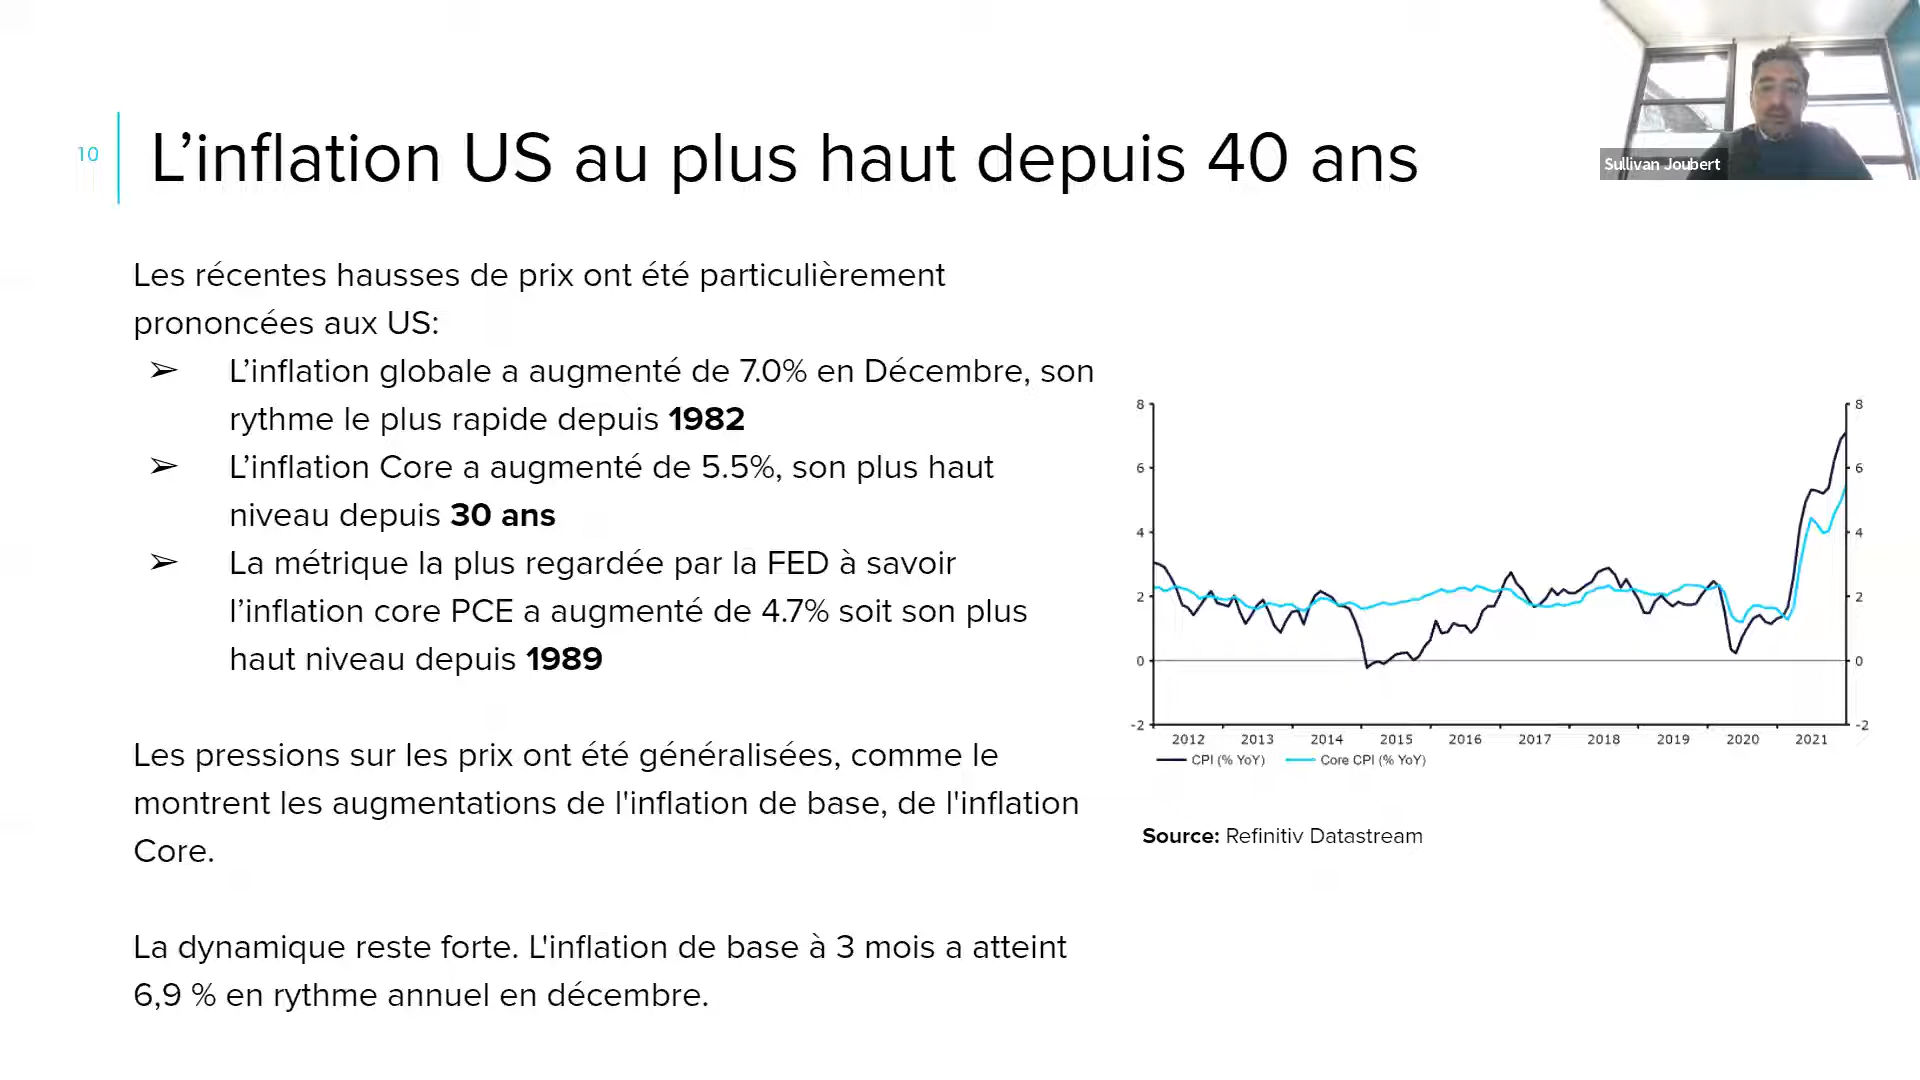 10
L’inflation US au plus haut depuis 40 ans
Sullivan Joubert
Les récentes hausses de prix ont été particulièrement
prononcées aux US:
➢ L’inflation globale a augmenté de 7.0% en Décembre, son
rythme le plus rapide depuis 1982
➢ L’inflation Core a augmenté de 5.5%, son plus haut
niveau depuis 30 ans
➢ La métrique la plus regardée par la FED à savoir
l’inflation core PCE a augmenté de 4.7% soit son plus
haut niveau depuis 1989
Les pressions sur les prix ont été généralisées, comme le
montrent les augmentations de l'inflation de base, de l'inflation
Core.
La dynamique reste forte. L'inflation de base à 3 mois a atteint
6,9 % en rythme annuel en décembre.
8 8
6 6
4 4
2 2
0 0
-2 -2
2012 2013 2014 2015 2016 2017 2018 2019 2020 2021
CPI (% YoY) Core CPI (% YoY)
Source: Refinitiv Datastream